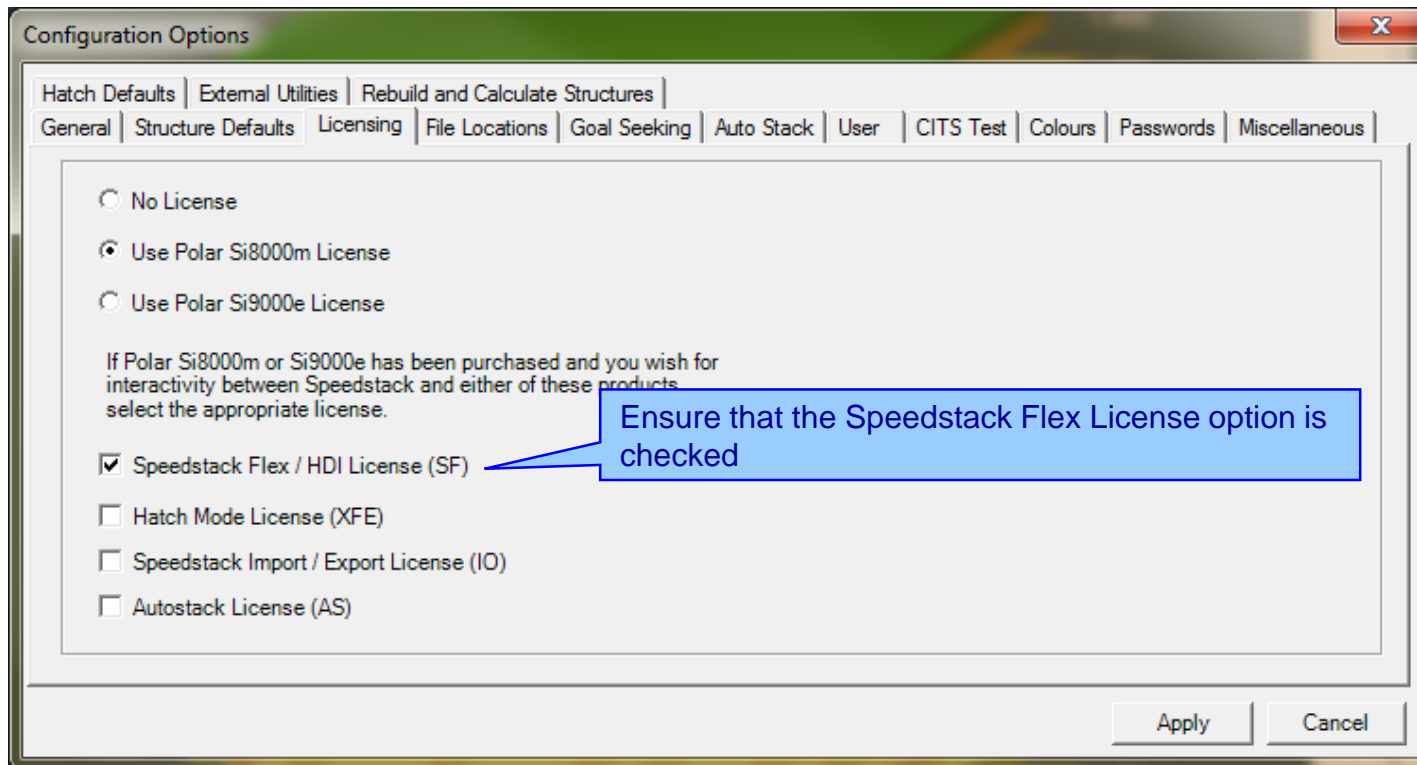 Configuration Options
Hatch Defaults External Utilities Rebuild and Calculate Structures
General Structure Defaults Licensing File Locations Goal Seeking Auto Stack User CITS Test Colours Passwords Miscellaneous
No License
Use Polar Si8000m License
Use Polar Si9000e License
If Polar Si8000m or Si9000e has been purchased and you wish for
interactivity between Speedstack and either of these products
select the appropriate license.
Ensure that the Speedstack Flex License option is
checked
Speedstack Flex / HDI License (SF)
Hatch Mode License (XFE)
Speedstack Import / Export License (IO)
Autostack License (AS)
Apply Cancel